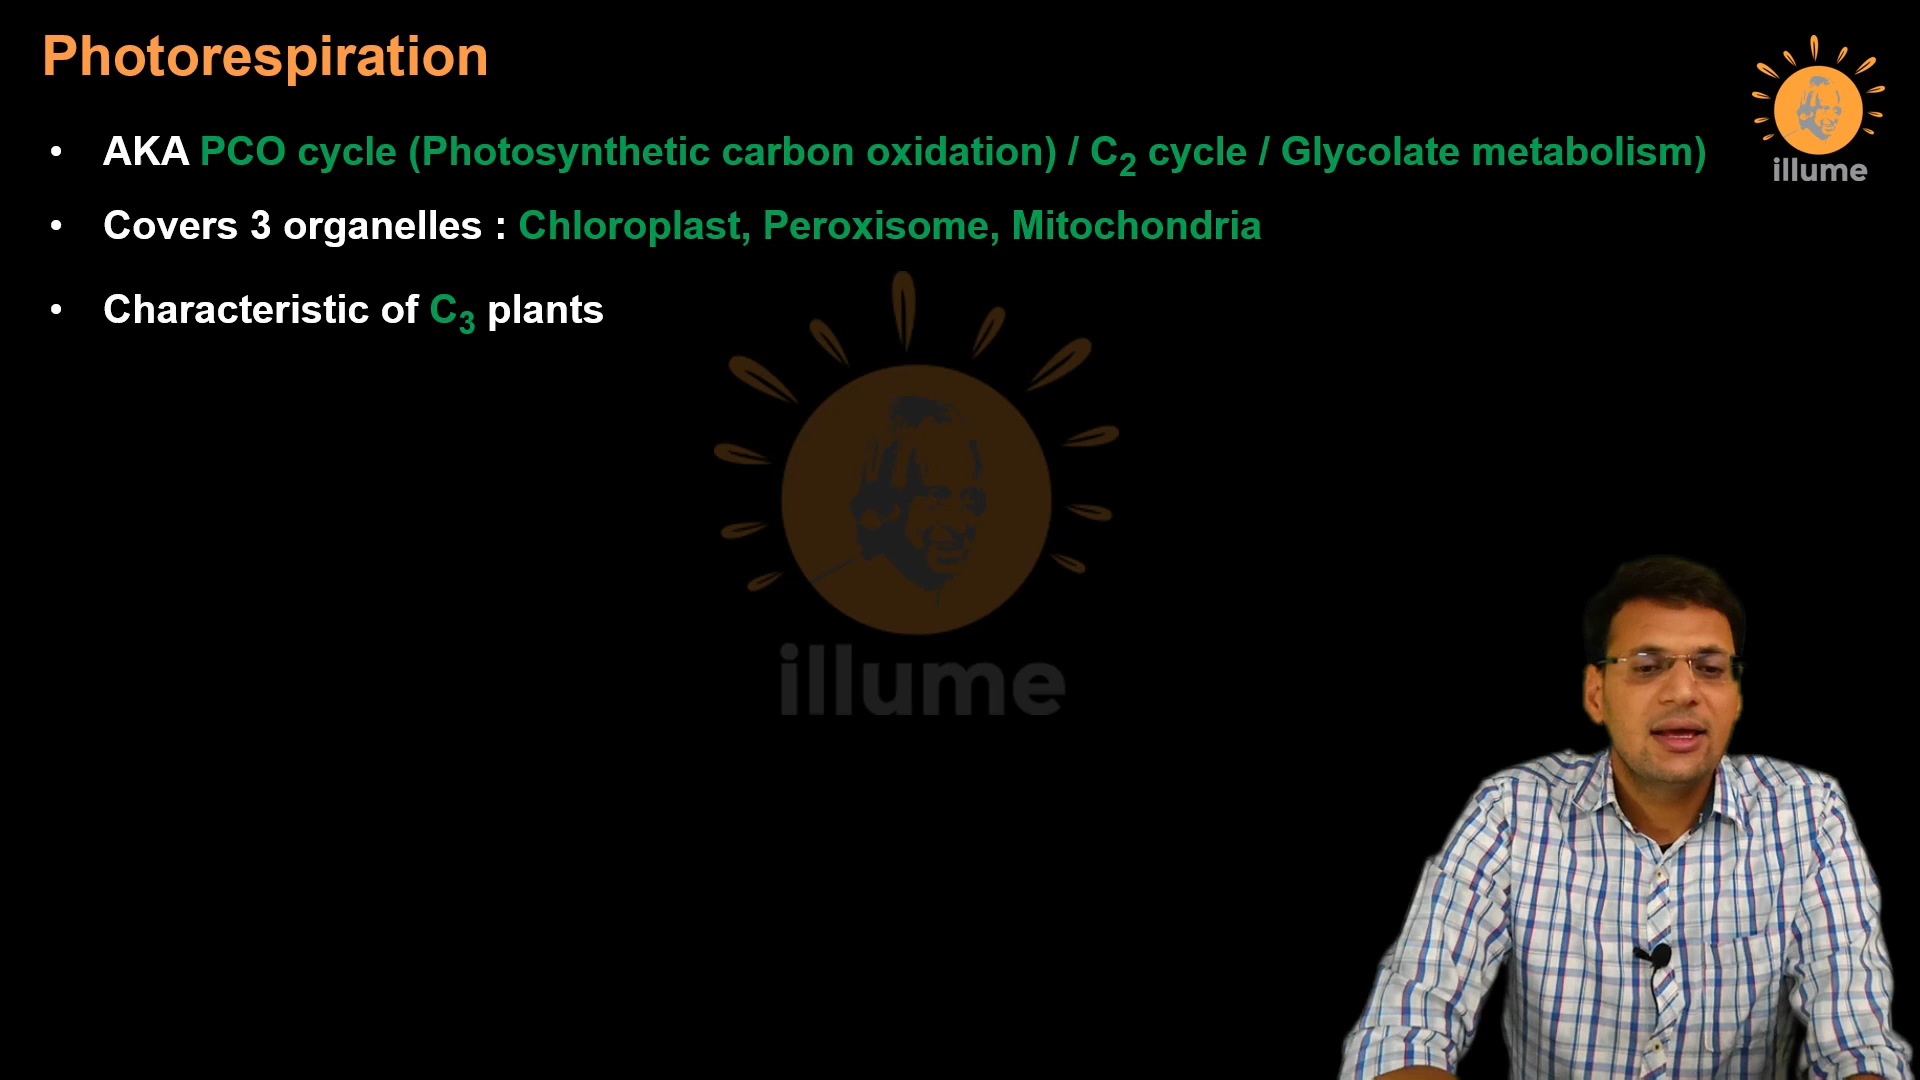 Photorespiration
• AKA PCO cycle (Photosynthetic carbon oxidation) / C₂ cycle / Glycolate metabolism)
illume
• Covers 3 organelles : Chloroplast, Peroxisome, Mitochondria
• Characteristic of C₃ plants
illume